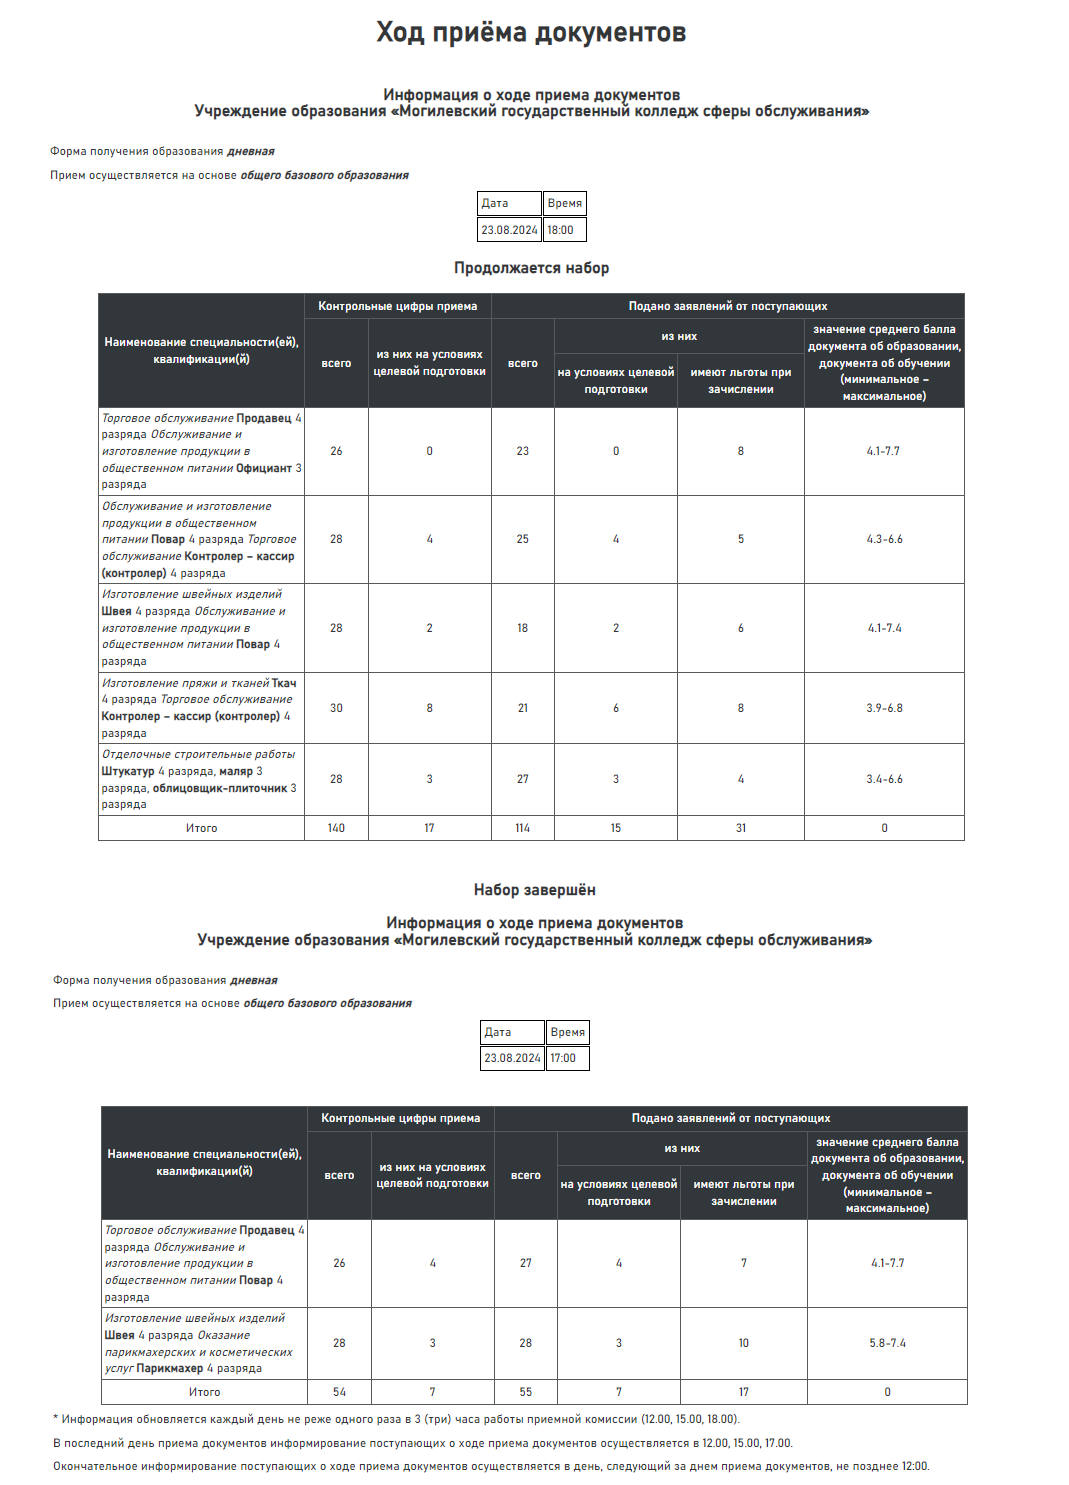 Ход приёма документов
Информация о ходе приема документов
Учреждение образования «Могилевский государственный колледж сферы обслуживания»
Форма получения образования дневная
Прием осуществляется на основе общего базового образования
Дата Время
23.08.2024 18:00
Продолжается набор
Наименование специальности(ей),
квалификации(й)
Контрольные цифры приема
всего
из них на условиях
целевой подготовки
Подано заявлений от поступающих
всего
из них
на условиях целевой
подготовки
имеют льготы при
зачислении
значение среднего балла
документа об образовании,
документа об обучении
(минимальное –
максимальное)
Торговое обслуживание Продавец 4
разряда Обслуживание и
изготовление продукции в
общественном питании Официант 3
разряда
26 0 23 0 8 4.1-7.7
Обслуживание и изготовление
продукции в общественном
питании Повар 4 разряда Торговое
обслуживание Контролер – кассир
(контролер) 4 разряда
28 4 25 4 5 4.3-6.6
Изготовление швейных изделий
Швея 4 разряда Обслуживание и
изготовление продукции в
общественном питании Повар 4
разряда
28 2 18 2 6 4.1-7.4
Изготовление пряжи и тканей Ткач
4 разряда Торговое обслуживание
Контролер – кассир (контролер) 4
разряда
30 8 21 6 8 3.9-6.8
Отделочные строительные работы
Штукатур 4 разряда, маляр 3
разряда, облицовщик-плиточник 3
разряда
28 3 27 3 4 3.4-6.6
Итого 140 17 114 15 31 0
Набор завершён
Информация о ходе приема документов
Учреждение образования «Могилевский государственный колледж сферы обслуживания»
Форма получения образования дневная
Прием осуществляется на основе общего базового образования
Дата Время
23.08.2024 17:00
Наименование специальности(ей),
квалификации(й)
Контрольные цифры приема
всего
из них на условиях
целевой подготовки
Подано заявлений от поступающих
всего
из них
на условиях целевой
подготовки
имеют льготы при
зачислении
значение среднего балла
документа об образовании,
документа об обучении
(минимальное –
максимальное)
Торговое обслуживание Продавец 4
разряда Обслуживание и
изготовление продукции в
общественном питании Повар 4
разряда
26 4 27 4 7 4.1-7.7
Изготовление швейных изделий
Швея 4 разряда Оказание
парикмахерских и косметических
услуг Парикмахер 4 разряда
28 3 28 3 10 5.8-7.4
Итого 54 7 55 7 17 0
* Информация обновляется каждый день не реже одного раза в 3 (три) часа работы приемной комиссии (12.00, 15.00, 18.00).
В последний день приема документов информирование поступающих о ходе приема документов осуществляется в 12.00, 15.00, 17.00.
Окончательное информирование поступающих о ходе приема документов осуществляется в день, следующий за днем приема документов, не позднее 12:00.